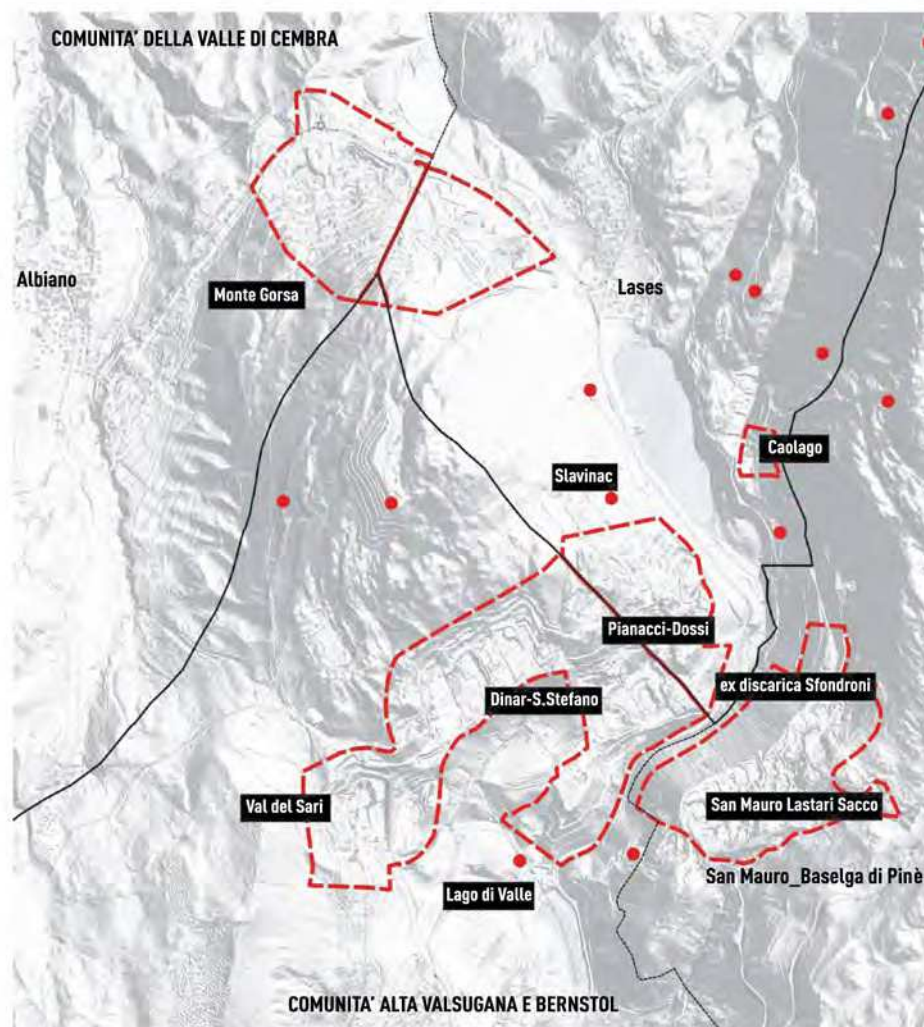 COMUNITA' DELLA VALLE DI CEMBRA
Albiano
Monte Gorsa
Lases
Caolago
Slavinac
Pianacci-Dossi
ex discarica Sfondroni
Dinar-S.Stefano
Val del Sari
San Mauro Lastari Sacco
San Mauro_Baselga di Pinè
Lago di Valle
COMUNITA' ALTA VALSUGANA E BERNSTOL